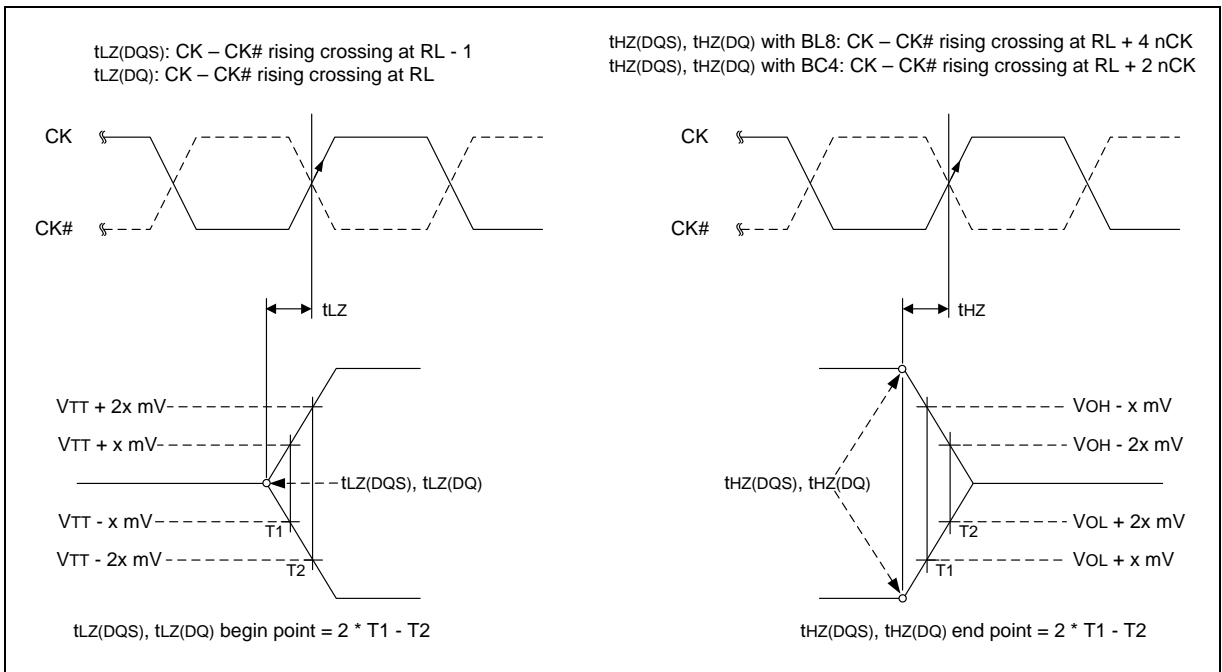 tLZ(DQS): CK – CK# rising crossing at RL - 1
tLZ(DQ): CK – CK# rising crossing at RL
CK
CK#
tLZ
VTT + 2x mV
VTT + x mV
tLZ(DQS), tLZ(DQ)
VTT - x mV
T1
VTT - 2x mV
T2
tLZ(DQS), tLZ(DQ) begin point = 2 * T1 - T2
tHZ(DQS), tHZ(DQ) with BL8: CK – CK# rising crossing at RL + 4 nCK
tHZ(DQS), tHZ(DQ) with BC4: CK – CK# rising crossing at RL + 2 nCK
CK
CK#
tHZ
VOH - x mV
VOH - 2x mV
tHZ(DQS), tHZ(DQ)
VOL + 2x mV
T2
VOL + x mV
T1
tHZ(DQS), tHZ(DQ) end point = 2 * T1 - T2